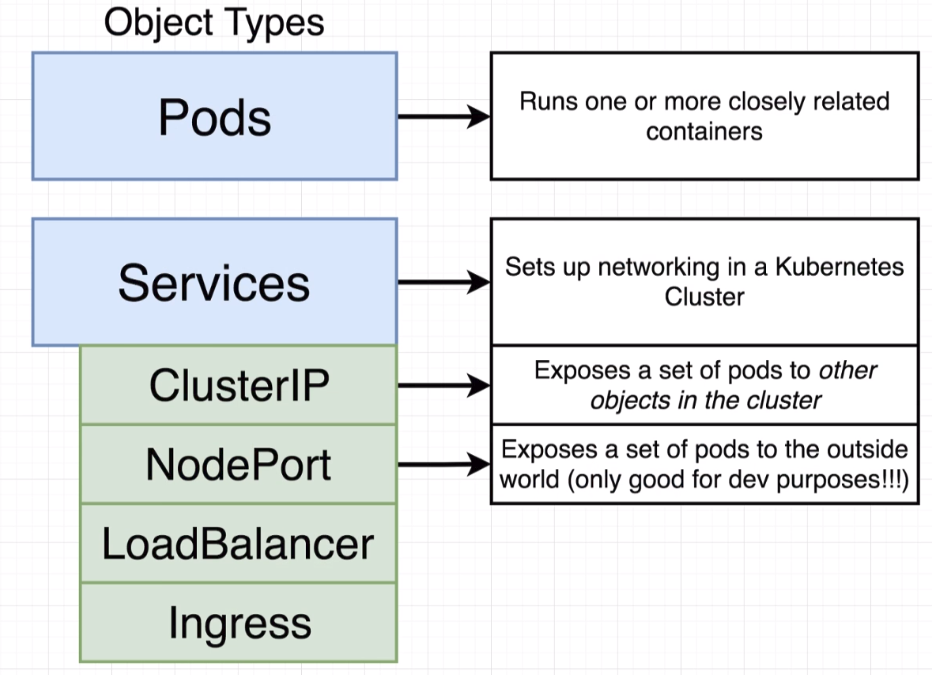 Object Types
Pods
Runs one or more closely related
containers
Services
Sets up networking in a Kubernetes
Cluster
ClusterIP
Exposes a set of pods to other
objects in the cluster
NodePort
Exposes a set of pods to the outside
world (only good for dev purposes!!!)
LoadBalancer
Ingress